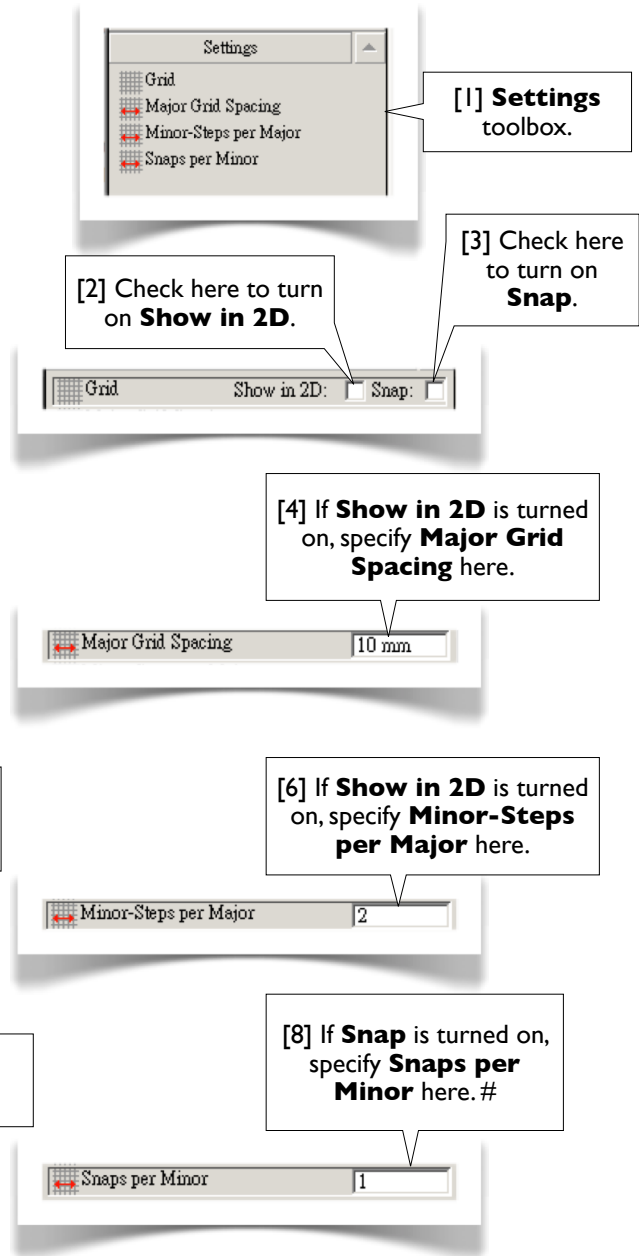 Settings
Grid
Major Grid Spacing
Minor-Steps per Major
Snaps per Minor
[1] Settings
toolbox.
[2] Check here to turn
on Show in 2D.
[3] Check here
to turn on
Snap.
Grid Show in 2D: Snap:
[4] If Show in 2D is turned
on, specify Major Grid
Spacing here.
Major Grid Spacing 10 mm
[6] If Show in 2D is turned
on, specify Minor-Steps
per Major here.
Minor-Steps per Major 2
[8] If Snap is turned on,
specify Snaps per
Minor here. #
Snaps per Minor 1